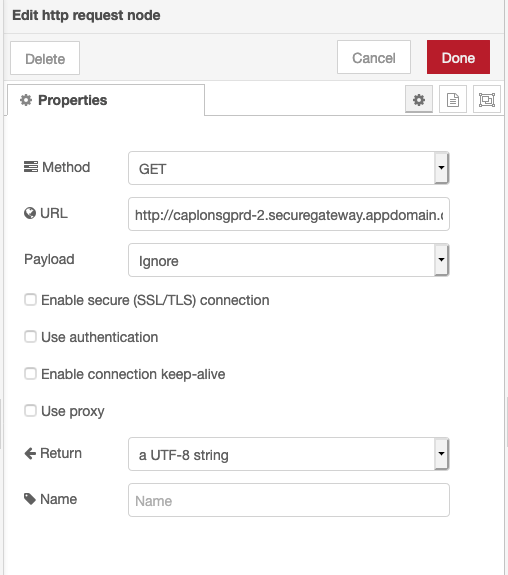 Edit http request node
Delete
Cancel
Done
Properties
Method
GET
URL
http://caplonsgprd-2.securegateway.appdomain.
Payload
Ignore
Enable secure (SSL/TLS) connection
Use authentication
Enable connection keep-alive
Use proxy
Return
a UTF-8 string
Name
Name